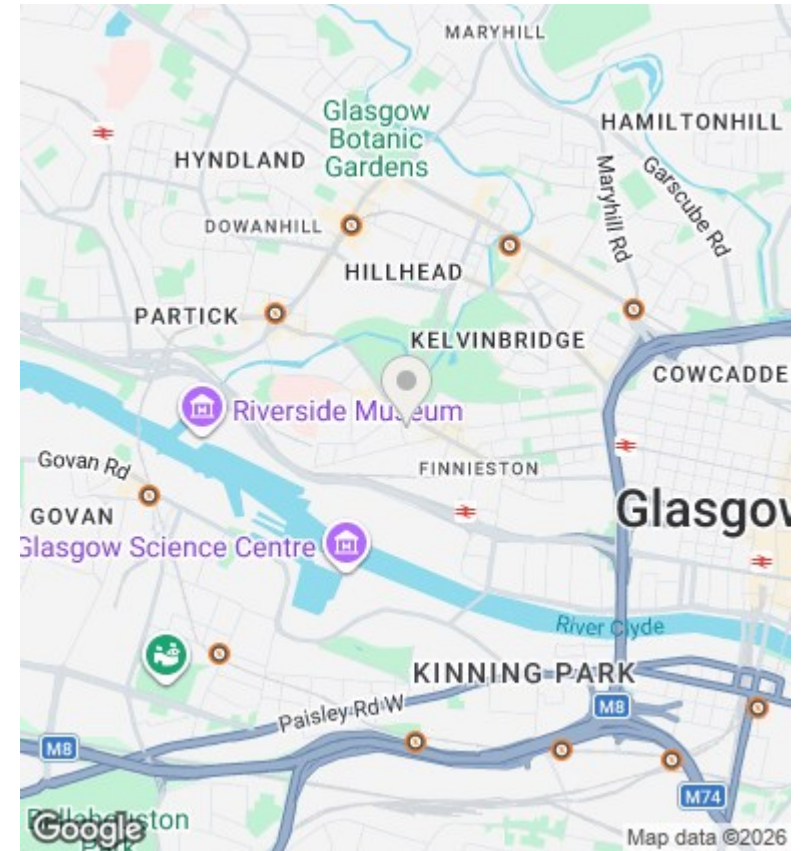 MARYHILL
Glasgow
Botanic
Gardens
HAMILTONHILL
HYNDLAND
Maryhill Rd
Garscube Rd
DOWANHILL
HILLHEAD
PARTICK
KELVINBRIDGE
COWCADDE
Riverside Museum
Govan Rd
FINNIESTON
GOVAN
Glasgow
Glasgow Science Centre
River Clyde
KINNING PARK
Paisley Rd W
M8
M8
M74
Bellahouston
Park
Google
Map data ©2026